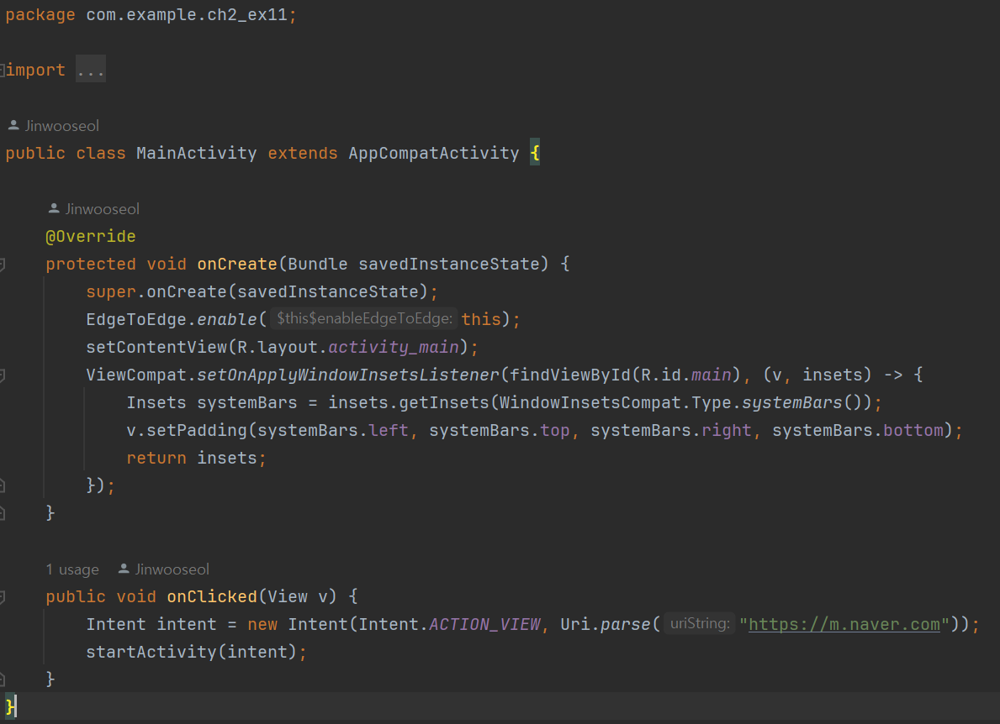 package com.example.ch2_ex11;
import ...
Jinwooseol
public class MainActivity extends AppCompatActivity {
Jinwooseol
@Override
protected void onCreate(Bundle savedInstanceState) {
super.onCreate(savedInstanceState);
EdgeToEdge.enable( $this$enableEdgeToEdge: this);
setContentView(R.layout.activity_main);
ViewCompat.setOnApplyWindowInsetsListener(findViewById(R.id.main), (v, insets) -> {
Insets systemBars = insets.getInsets(WindowInsetsCompat.Type.systemBars());
v.setPadding(systemBars.left, systemBars.top, systemBars.right, systemBars.bottom);
return insets;
});
}
1 usage Jinwooseol
public void onClicked(View v) {
Intent intent = new Intent(Intent.ACTION_VIEW, Uri.parse( uriString: "https://m.naver.com"));
startActivity(intent);
}
}